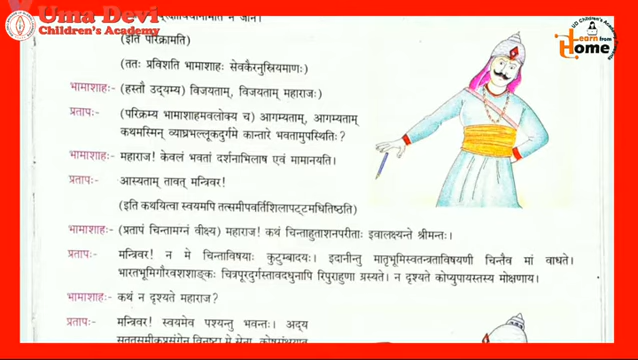 Uma Devi
Children's Academy
UD Children's Academy
Learn from
Home
(इति परिक्रामति)
(ततः प्रविशति भामाशाहः सेवकैरनुस्रियमाणः)
भामाशाहः- (हस्तौ उद्यम्य) विजयताम्, विजयताम् महाराजः!
प्रतापः- (परिक्रम्य भामाशाहमवलोक्य च) आगम्यताम्, आगम्यताम्
कथमस्मिन् व्याघ्रभल्लूकदुर्गमे कान्तारे भवतामुपस्थितिः?
भामाशाहः- महाराज! केवलं भवतां दर्शनाभिलाष एवं मामानयति।
प्रतापः- आस्यताम् तावत् मन्त्रिवर!
(इति कथयित्वा स्वयमपि तत्समीपवर्तिशिलापट्टमधितिष्ठति)
भामाशाहः- (प्रतापं चिन्तामग्नं वीक्ष्य) महाराज! कथं चिन्ताहुताशनपरीताः इवालक्ष्यन्ते श्रीमन्तः।
प्रतापः- मन्त्रिवर! न मे चिन्ताविषयाः कुटुम्बादयः। इदानीन्तु मातृभूमिस्वतन्त्रताविषयिणी चिन्तैव मां वाधते।
भारतभूमिगौरवशशाङ्कः चित्रपूरदुर्गस्तावदधुनापि रिपुराहुणा ग्रस्यते। न दृश्यते कोप्युपायस्तस्य मोक्षणाय।
भामाशाहः- कथं न दृश्यते महाराज?
प्रतापः- मन्त्रिवर! स्वयमेव पश्यन्तु भवन्तः। अद्य